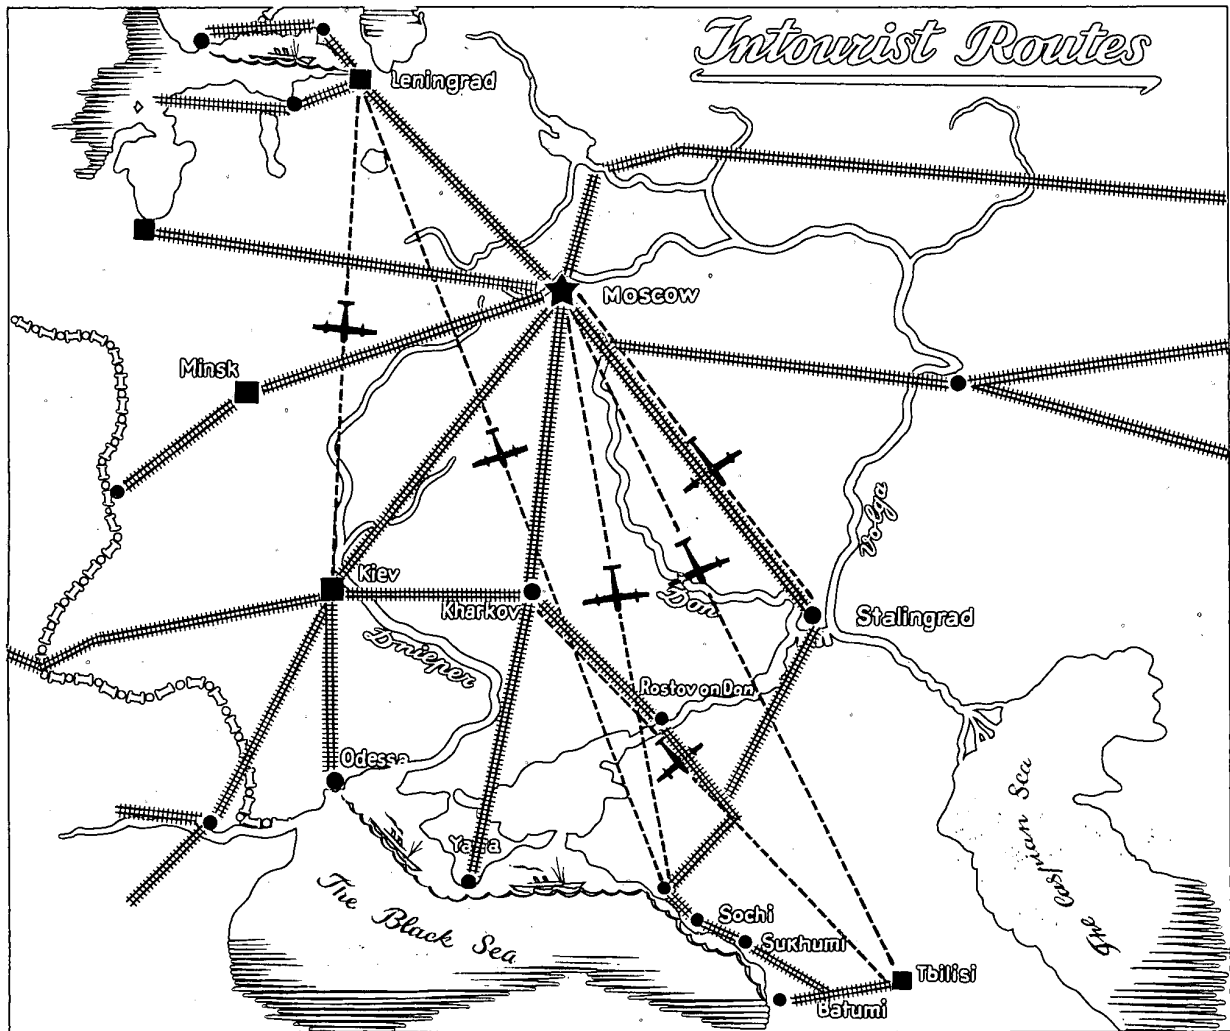 Intourist Routes
Leningrad
Moscow
Minsk
Volga
Kiev
Kharkov
Don
Stalingrad
Dnieper
Rostov on Don
Odessa
Yalta
The Caspian Sea
The Black Sea
Sochi
Sukhumi
Tbilisi
Batumi